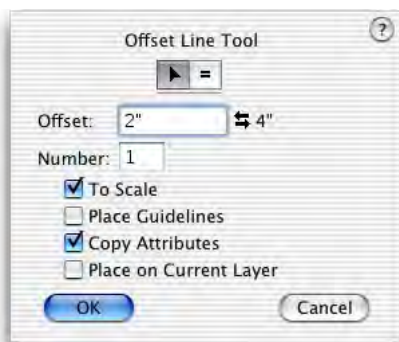 ?
Offset Line Tool
=
Offset: 2" 4"
Number: 1
To Scale
Place Guidelines
Copy Attributes
Place on Current Layer
OK Cancel